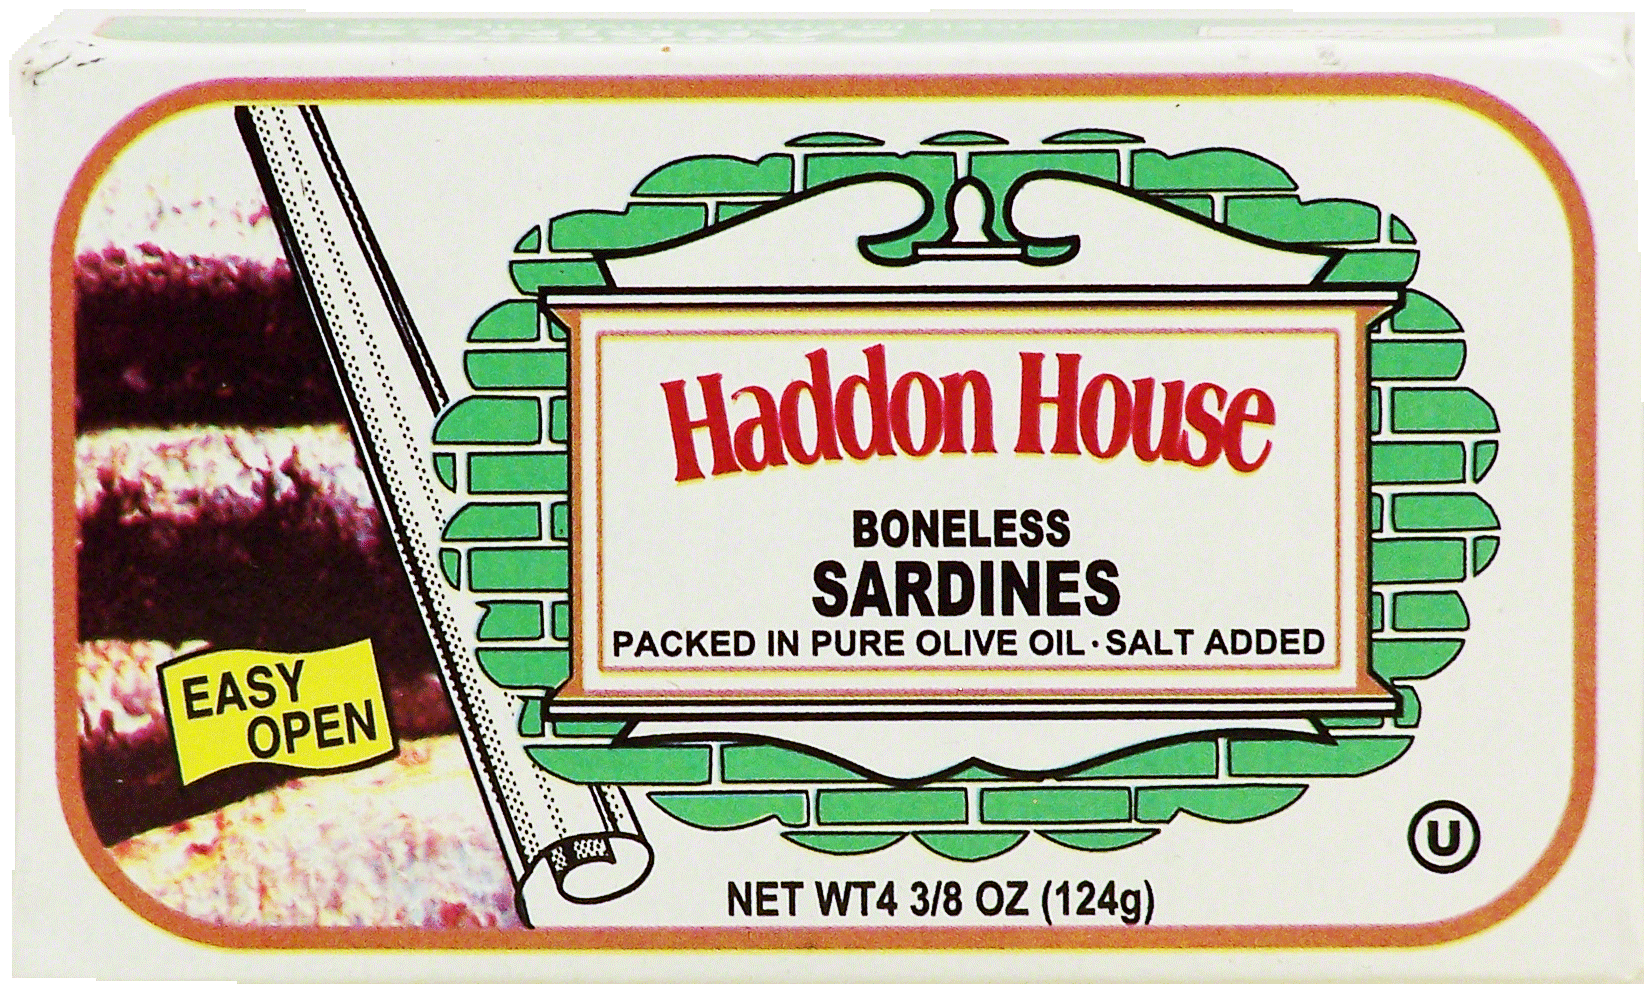 Haddon House
BONELESS
SARDINES
PACKED IN PURE OLIVE OIL · SALT ADDED
EASY
OPEN
U
NET WT4 3/8 OZ (124g)